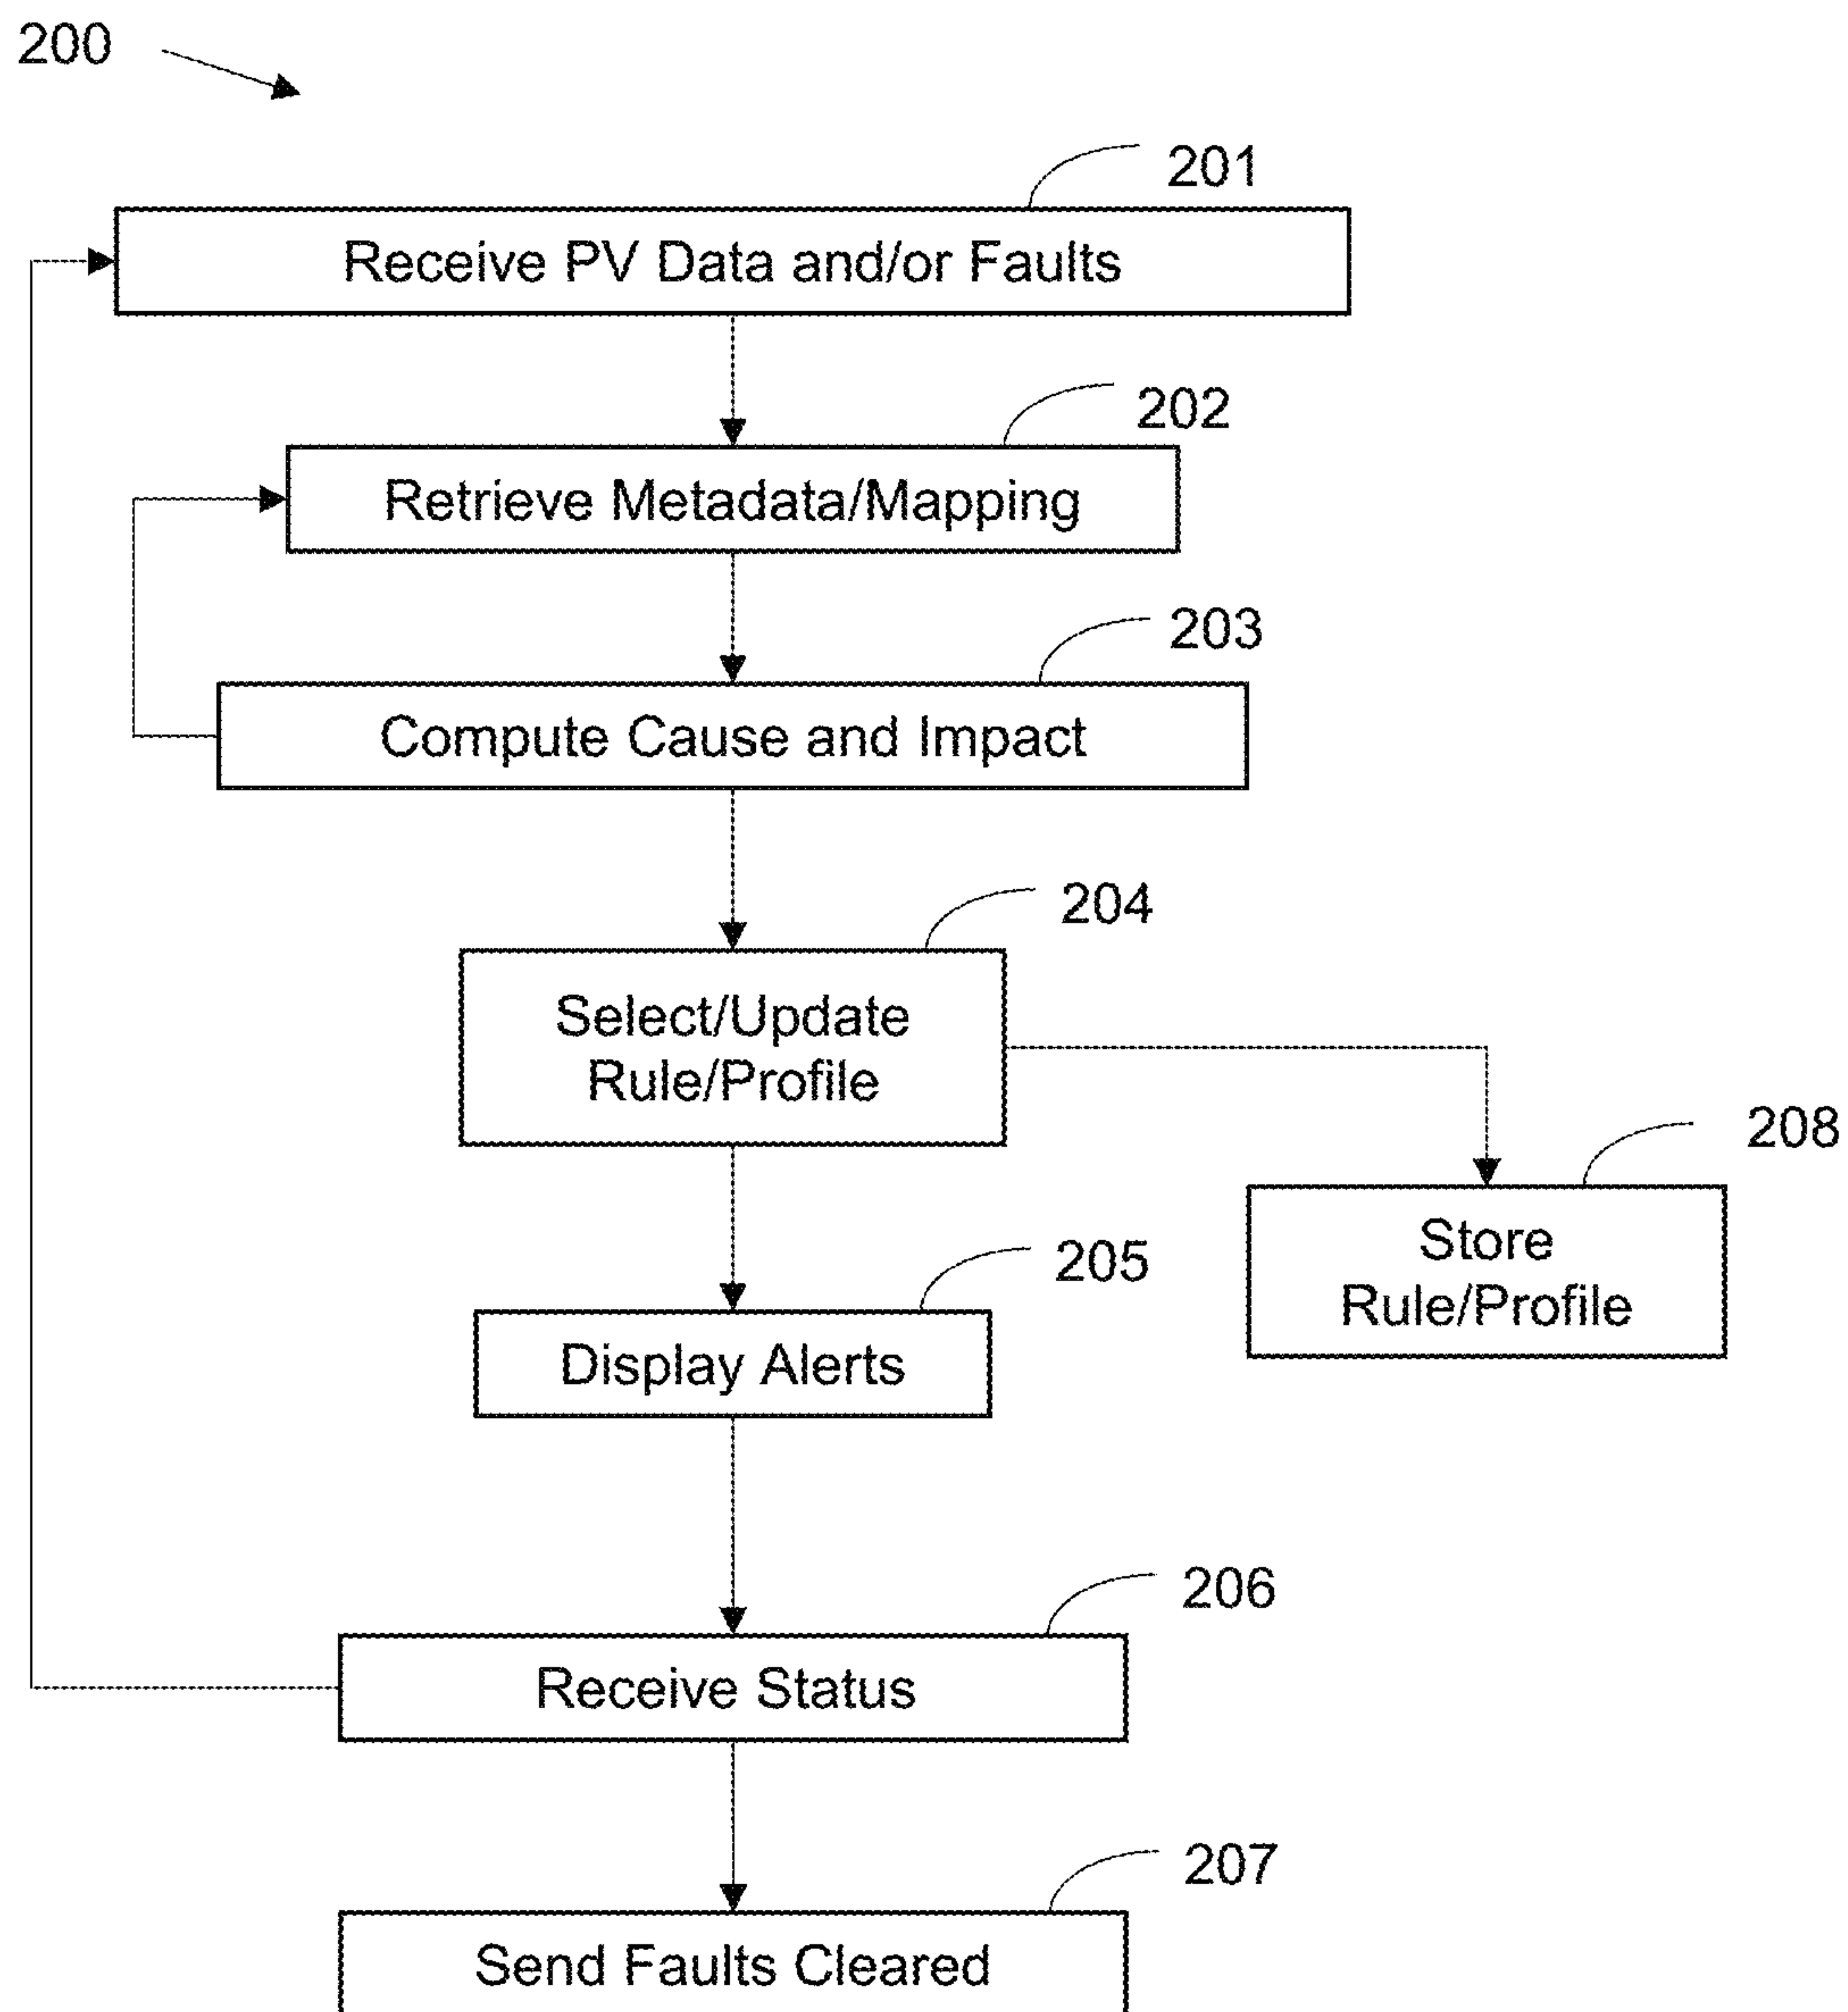 200
201
Receive PV Data and/or Faults
202
Retrieve Metadata/Mapping
203
Compute Cause and Impact
204
Select/Update
Rule/Profile
208
Store
Rule/Profile
205
Display Alerts
206
Receive Status
207
Send Faults Cleared